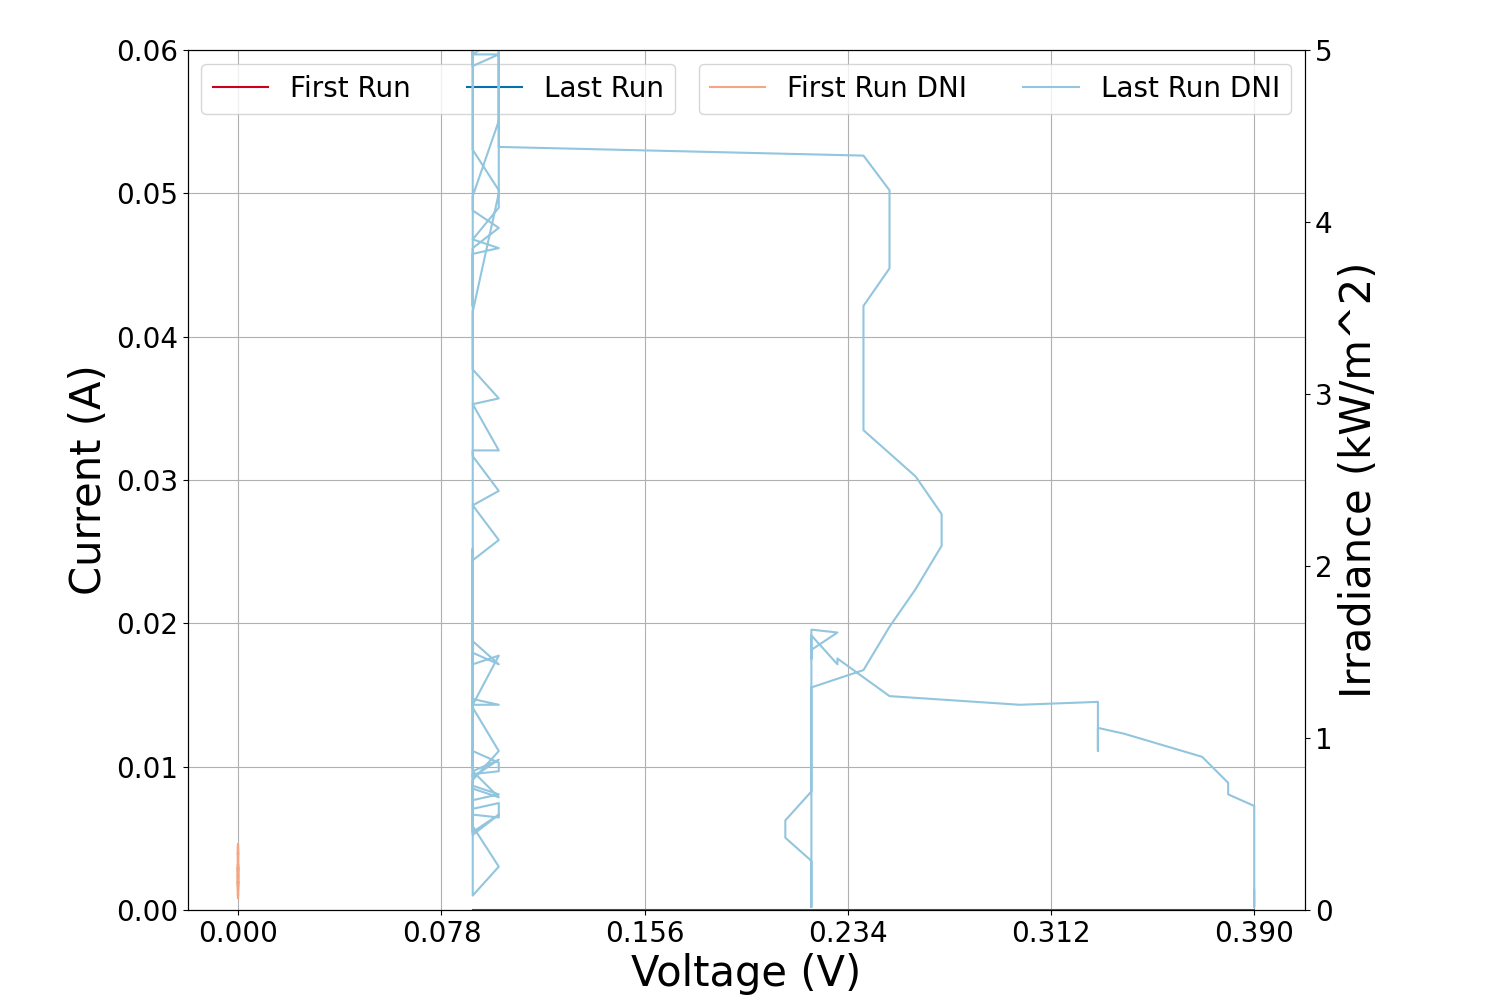 First Run
Last Run
First Run DNI
Last Run DNI
0.06
0.05
0.04
0.03
0.02
0.01
0.00
Current (A)
5
4
3
2
1
0
Irradiance (kW/m^2)
0.000 0.078 0.156 0.234 0.312 0.390
Voltage (V)